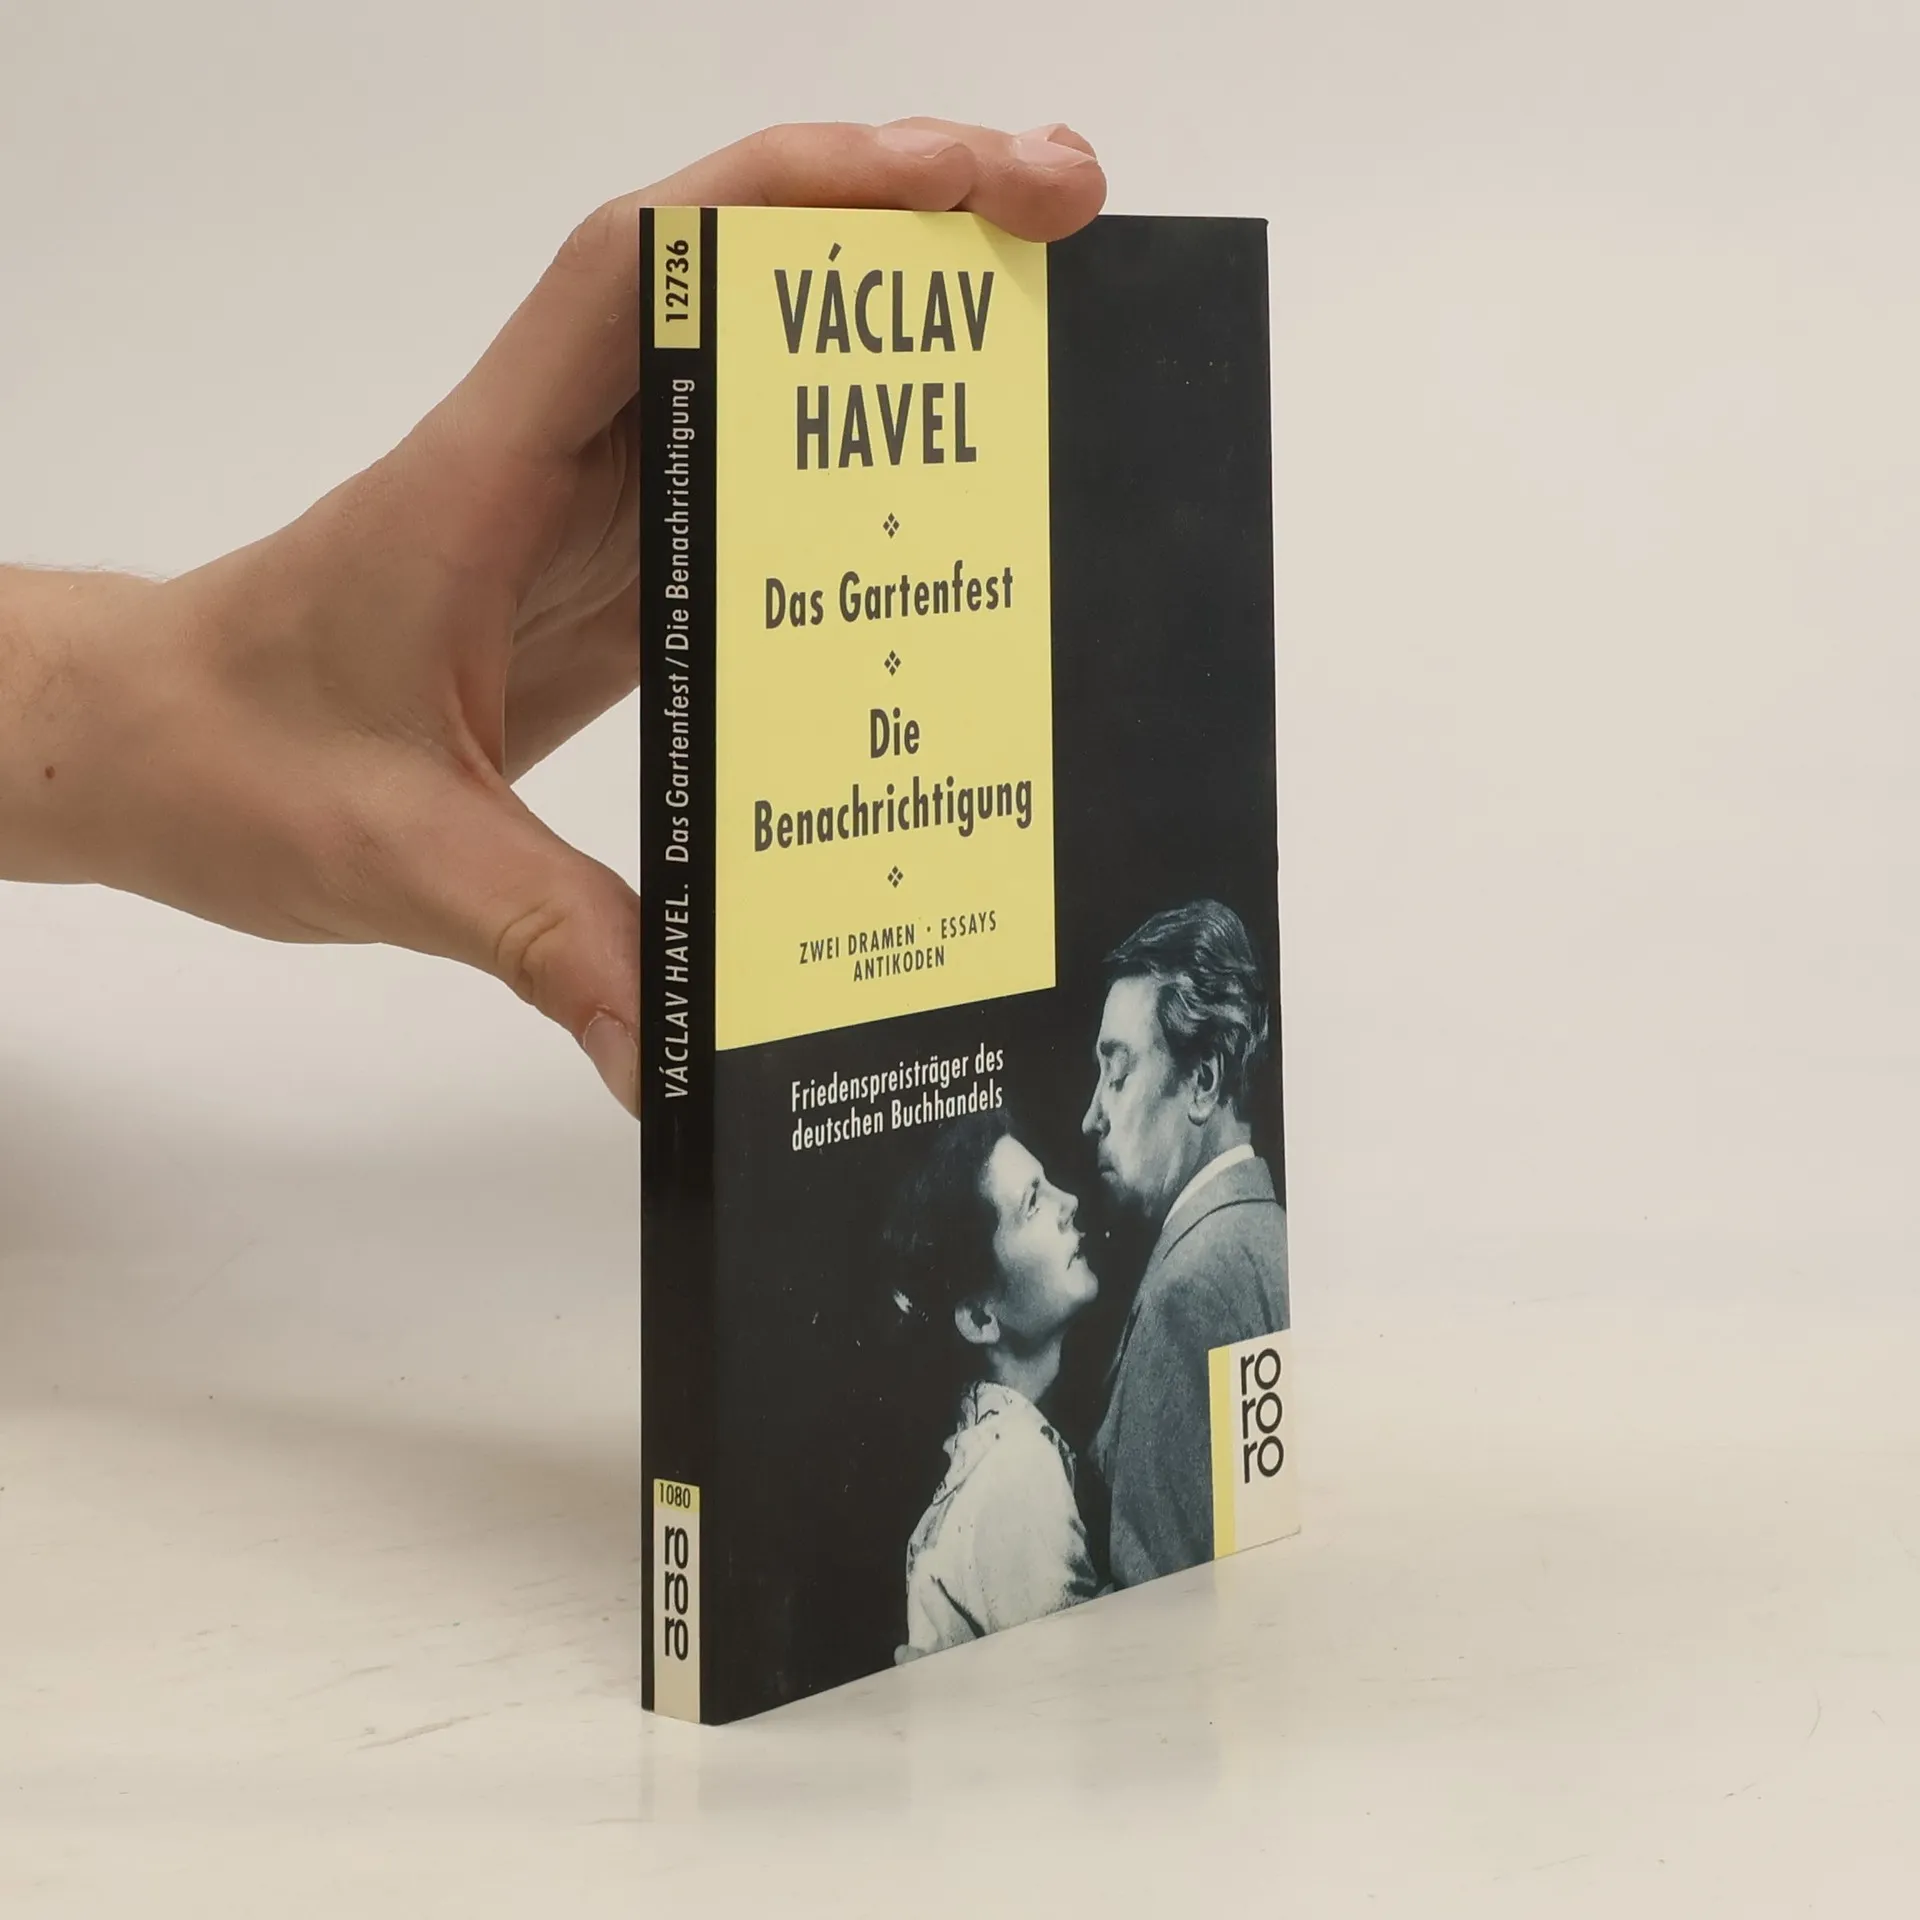 12736
VÁCLAV HAVEL. Das Gartenfest / Die Benachrichtigung
1080
ro
ro
ro
VÁCLAV
HAVEL
Das Gartenfest
Die
Benachrichtigung
ZWEI DRAMEN · ESSAYS
ANTIKODEN
Friedenspreisträger des
deutschen Buchhandels
ro
ro
ro